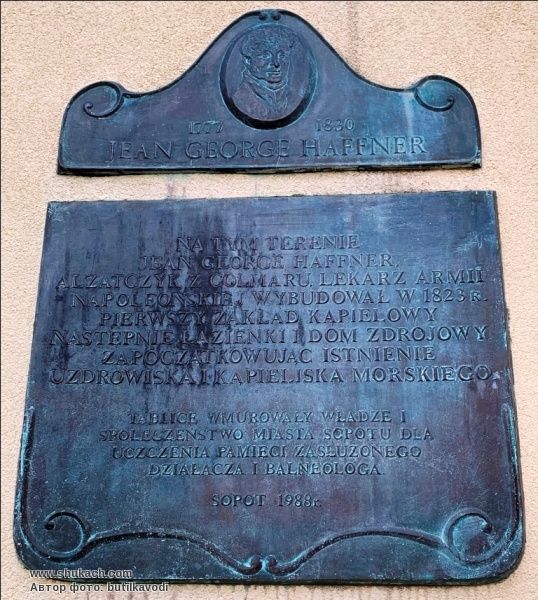 1777 1830
JEAN GEORGE HAFFNER
NA TYM TERENIE
JEAN GEORGE HAFFNER,
ALZATCZYK Z COLMARU, LEKARZ ARMII
NAPOLEOŃSKIEJ WYBUDOWAŁ W 1823 R.
PIERWSZY ZAKŁAD KĄPIELOWY
NASTĘPNIE ŁAZIENKI I DOM ZDROJOWY
ZAPOCZĄTKOWUJĄC ISTNIENIE
UZDROWISKA I KĄPIELISKA MORSKIEGO.
TABLICĘ WMUROWAŁY WŁADZE I
SPOŁECZEŃSTWO MIASTA SOPOTU DLA
UCZCZENIA PAMIĘCI ZASŁUŻONEGO
DZIAŁACZA I BALNEOLOGA
SOPOT 1988r.
www.shukach.com
Автор фото: butilkavodi